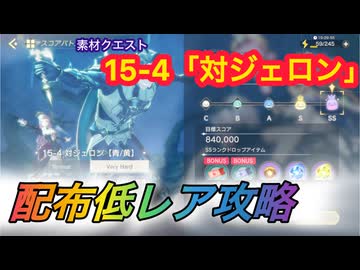 スコアバト
素材クエスト
59/245
15-4「対ジェロン」
C
B
A
S
SS
15-4 対ジェロン【青/黄】
Very Hard
目標スコア
840,000
SSランクドロップアイテム
BONUS
BONUS
配布低レア攻略